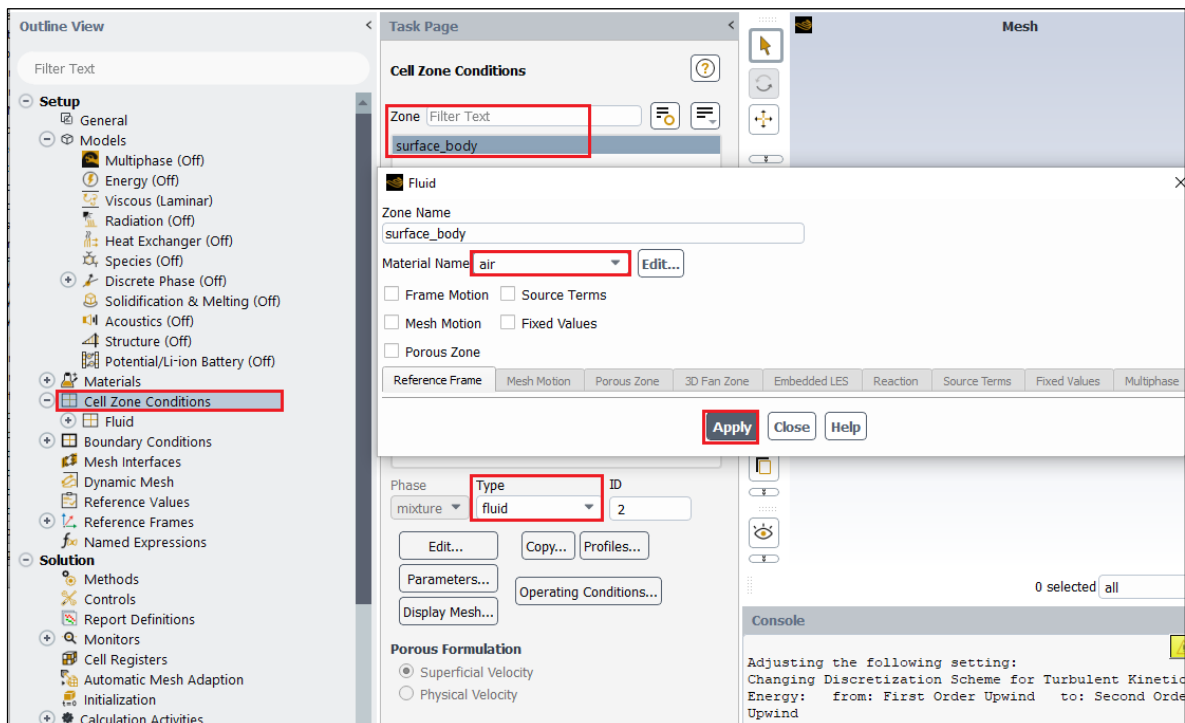 Outline View
<
Filter Text
Setup
General
Models
Multiphase (Off)
Energy (Off)
Viscous (Laminar)
Radiation (Off)
Heat Exchanger (Off)
Species (Off)
Discrete Phase (Off)
Solidification & Melting (Off)
Acoustics (Off)
Structure (Off)
Potential/Li-ion Battery (Off)
Materials
Cell Zone Conditions
Fluid
Boundary Conditions
Mesh Interfaces
Dynamic Mesh
Reference Values
Reference Frames
Named Expressions
Solution
Methods
Controls
Report Definitions
Monitors
Cell Registers
Automatic Mesh Adaption
Initialization
Calculation Activities
Task Page
<
Cell Zone Conditions
Zone Filter Text
surface_body
Fluid
Zone Name
surface_body
Material Name air Edit...
Frame Motion Source Terms
Mesh Motion Fixed Values
Porous Zone
Reference Frame Mesh Motion Porous Zone 3D Fan Zone Embedded LES Reaction Source Terms Fixed Values Multiphase
Apply Close Help
Phase Type ID
mixture fluid 2
Edit... Copy... Profiles...
Parameters... Operating Conditions...
Display Mesh...
Porous Formulation
Superficial Velocity
Physical Velocity
Mesh
0 selected all
Console
Adjusting the following setting:
Changing Discretization Scheme for Turbulent Kinetic
Energy: from: First Order Upwind to: Second Orde
Upwind